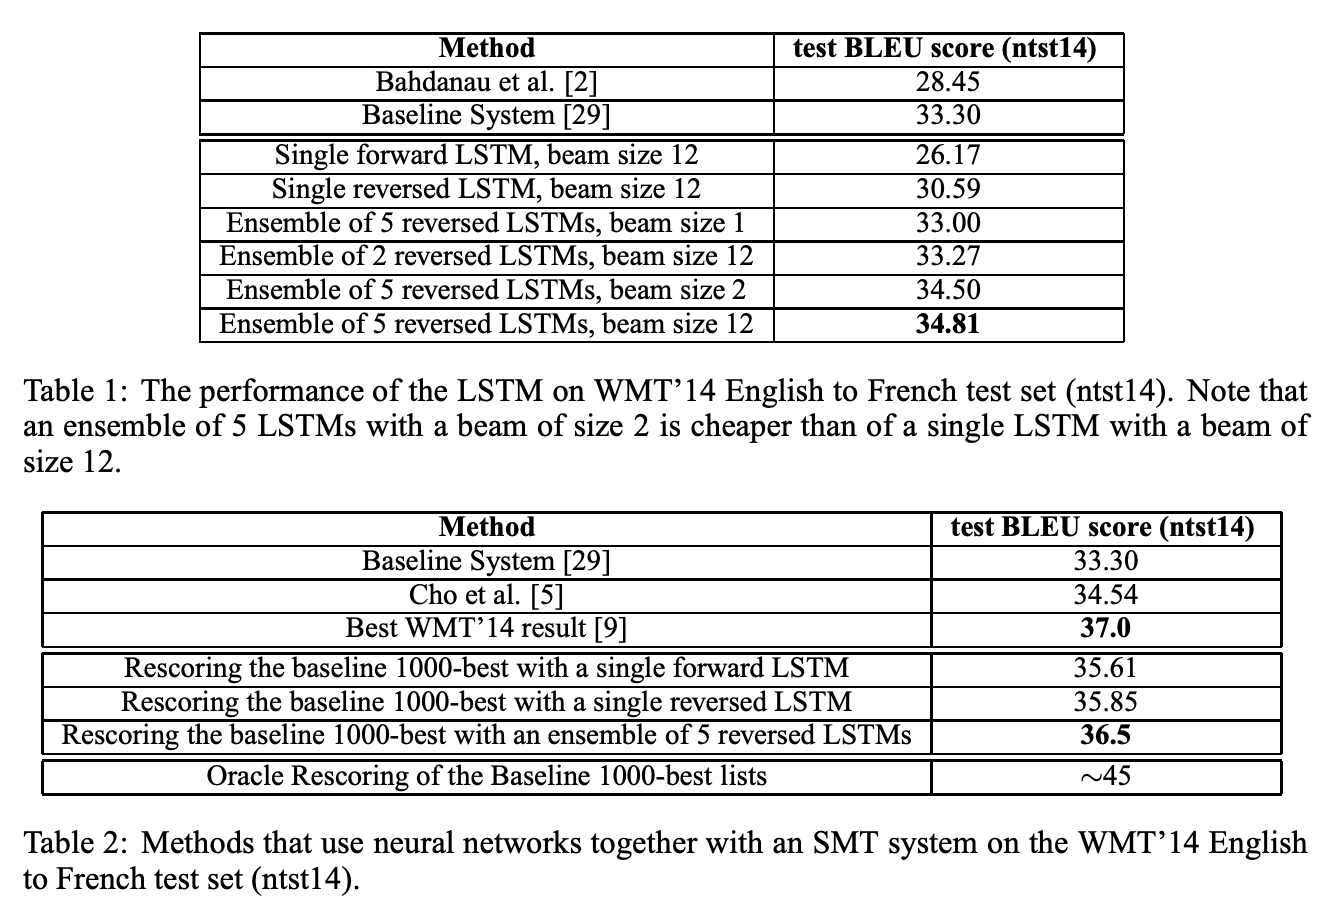 Method test BLEU score (ntst14)
Bahdanau et al. [2] 28.45
Baseline System [29] 33.30
Single forward LSTM, beam size 12 26.17
Single reversed LSTM, beam size 12 30.59
Ensemble of 5 reversed LSTMs, beam size 1 33.00
Ensemble of 2 reversed LSTMs, beam size 12 33.27
Ensemble of 5 reversed LSTMs, beam size 2 34.50
Ensemble of 5 reversed LSTMs, beam size 12 34.81
Table 1: The performance of the LSTM on WMT’14 English to French test set (ntst14). Note that
an ensemble of 5 LSTMs with a beam of size 2 is cheaper than of a single LSTM with a beam of
size 12.
Method test BLEU score (ntst14)
Baseline System [29] 33.30
Cho et al. [5] 34.54
Best WMT’14 result [9] 37.0
Rescoring the baseline 1000-best with a single forward LSTM 35.61
Rescoring the baseline 1000-best with a single reversed LSTM 35.85
Rescoring the baseline 1000-best with an ensemble of 5 reversed LSTMs 36.5
Oracle Rescoring of the Baseline 1000-best lists ~45
Table 2: Methods that use neural networks together with an SMT system on the WMT’14 English
to French test set (ntst14).